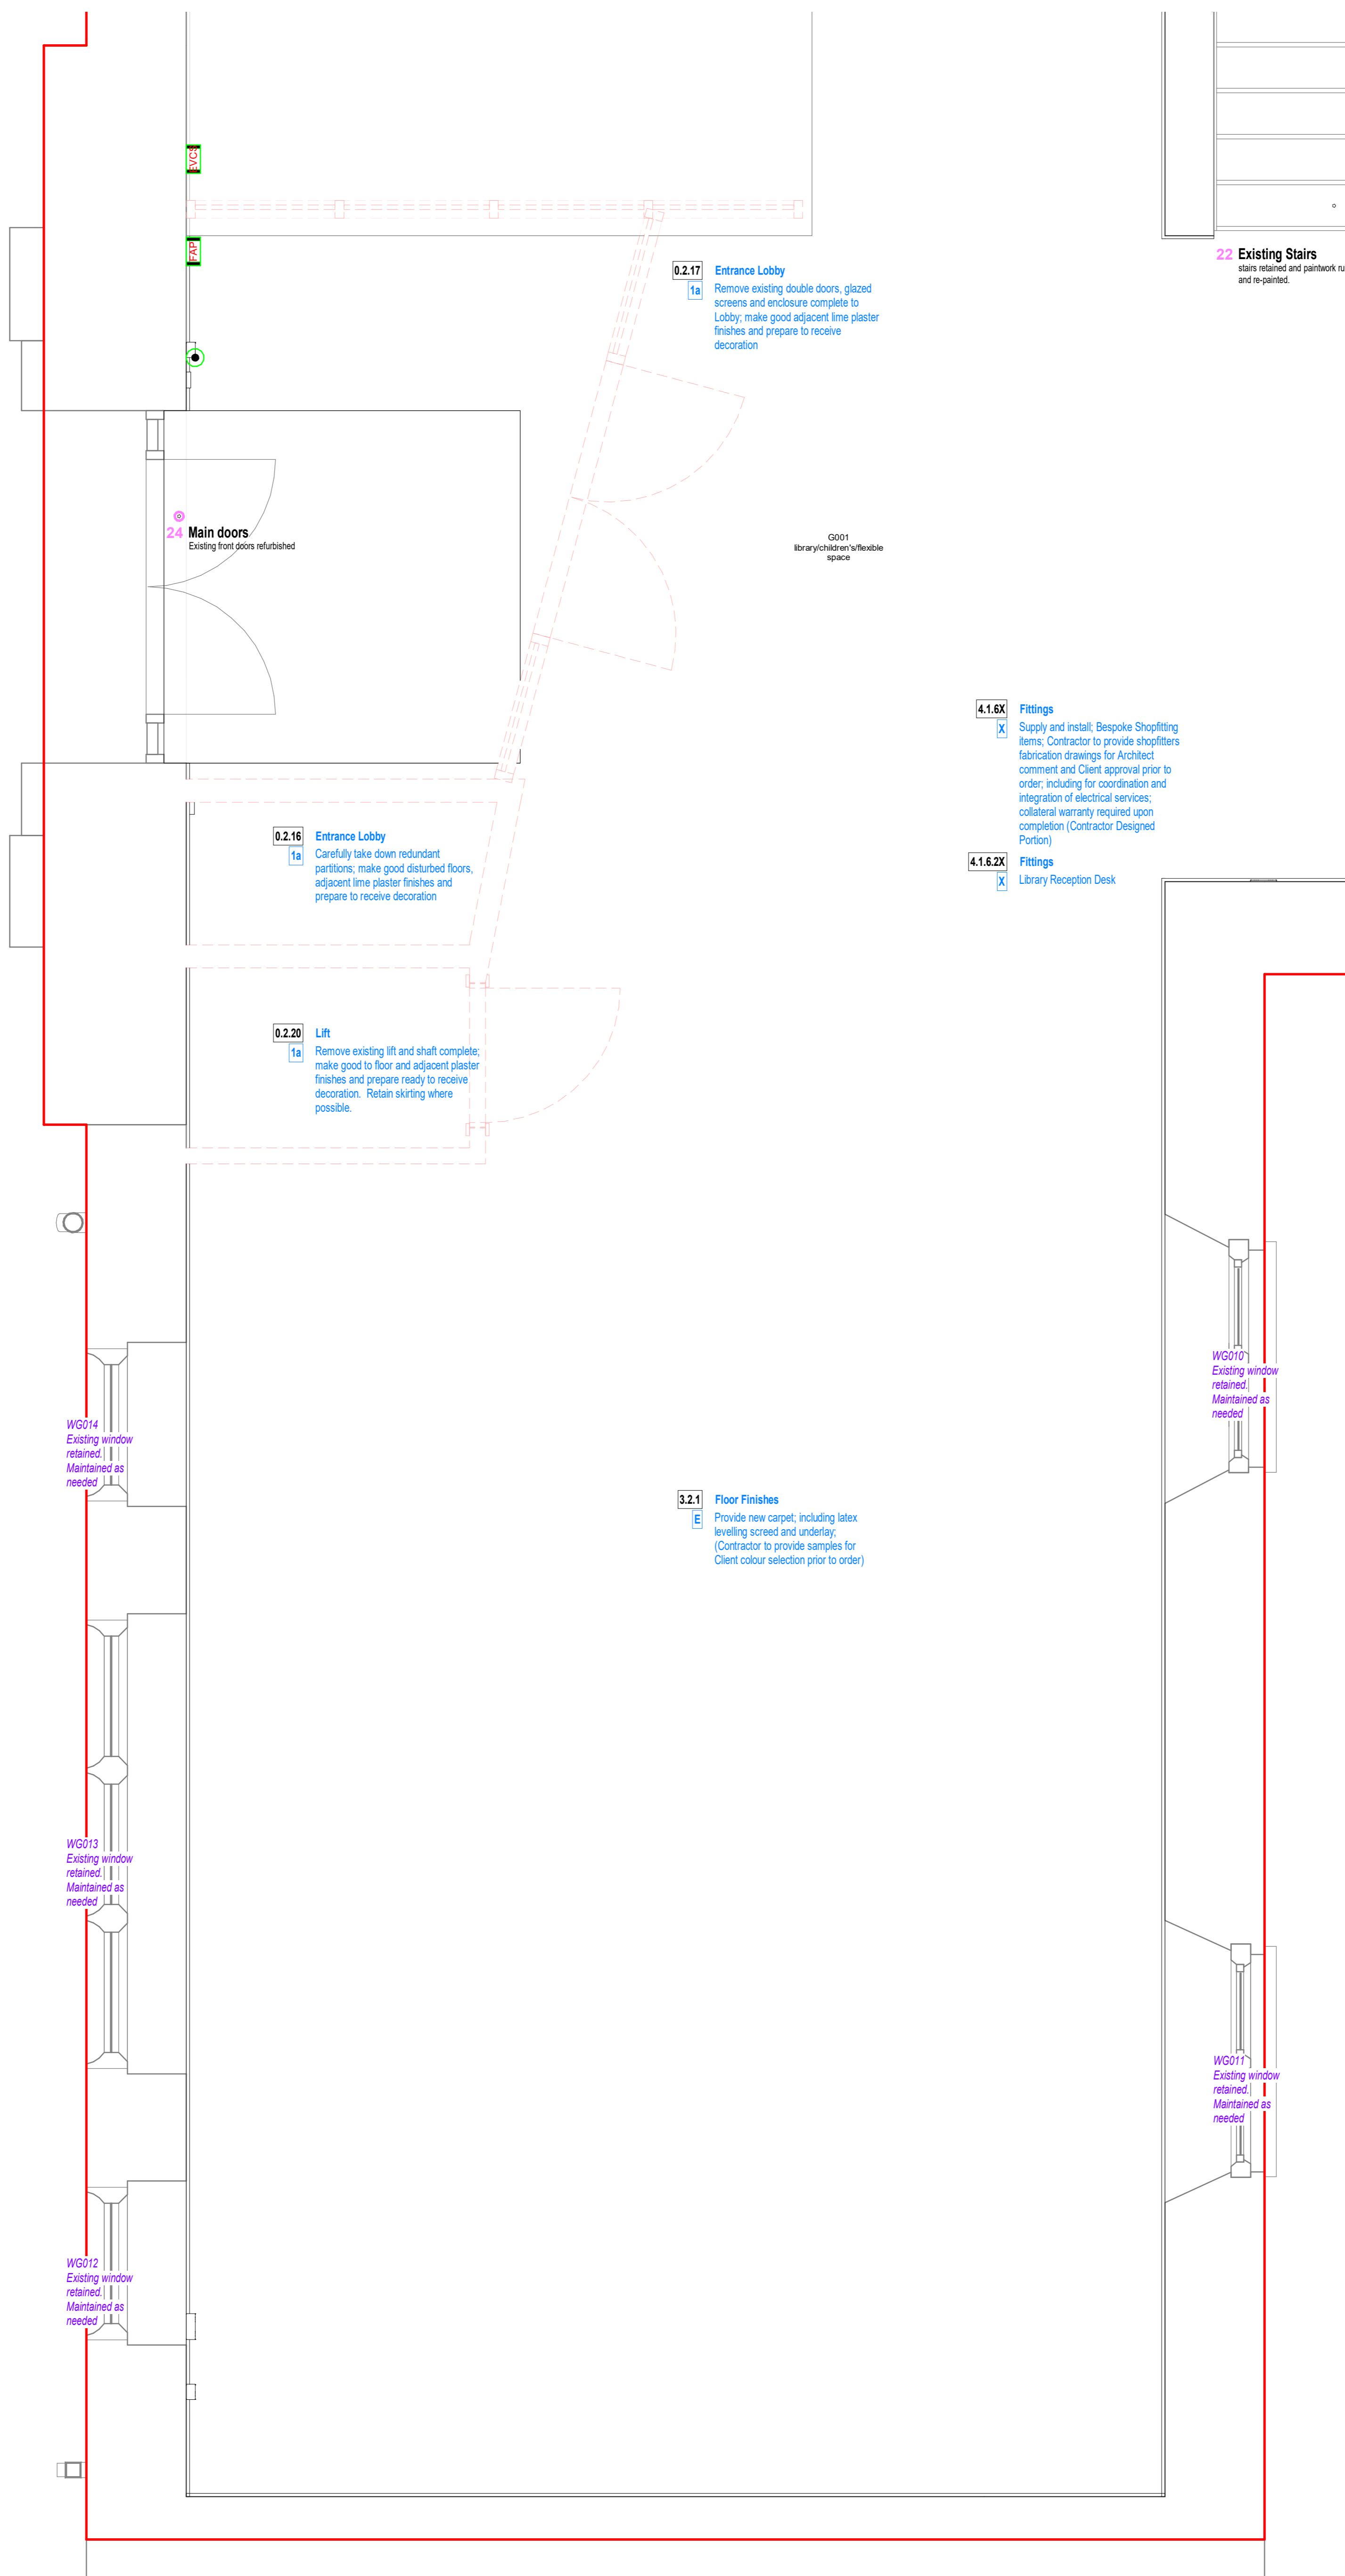 EVCS
FAP
0.2.17 Entrance Lobby
1a Remove existing double doors, glazed
screens and enclosure complete to
Lobby; make good adjacent lime plaster
finishes and prepare to receive
decoration
22 Existing Stairs
stairs retained and paintwork ru
and re-painted.
24 Main doors
Existing front doors refurbished
G001
library/children's/flexible
space
4.1.6X Fittings
X Supply and install; Bespoke Shopfitting
items; Contractor to provide shopfitters
fabrication drawings for Architect
comment and Client approval prior to
order; including for coordination and
integration of electrical services;
collateral warranty required upon
completion (Contractor Designed
Portion)
4.1.6.2X Fittings
X Library Reception Desk
0.2.16 Entrance Lobby
1a Carefully take down redundant
partitions; make good disturbed floors,
adjacent lime plaster finishes and
prepare to receive decoration
0.2.20 Lift
1a Remove existing lift and shaft complete;
make good to floor and adjacent plaster
finishes and prepare ready to receive
decoration. Retain skirting where
possible.
WG010
Existing window
retained.
Maintained as
needed
WG014
Existing window
retained.
Maintained as
needed
3.2.1 Floor Finishes
E Provide new carpet; including latex
levelling screed and underlay;
(Contractor to provide samples for
Client colour selection prior to order)
WG013
Existing window
retained.
Maintained as
needed
WG011
Existing window
retained.
Maintained as
needed
WG012
Existing window
retained.
Maintained as
needed